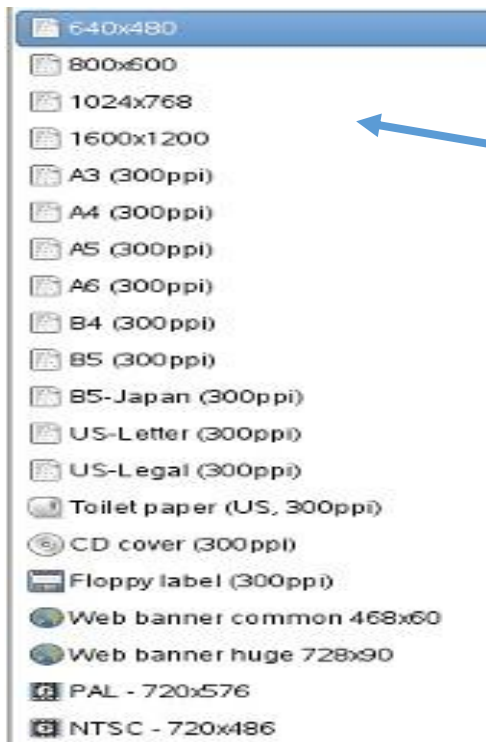 640x480
800x600
1024x768
1600x1200
A3 (300ppi)
A4 (300ppi)
A5 (300ppi)
A6 (300ppi)
B4 (300ppi)
B5 (300ppi)
B5-Japan (300ppi)
US-Letter (300ppi)
US-Legal (300ppi)
Toilet paper (US, 300ppi)
CD cover (300ppi)
Floppy label (300ppi)
Web banner common 468x60
Web banner huge 728x90
PAL - 720x576
NTSC - 720x486